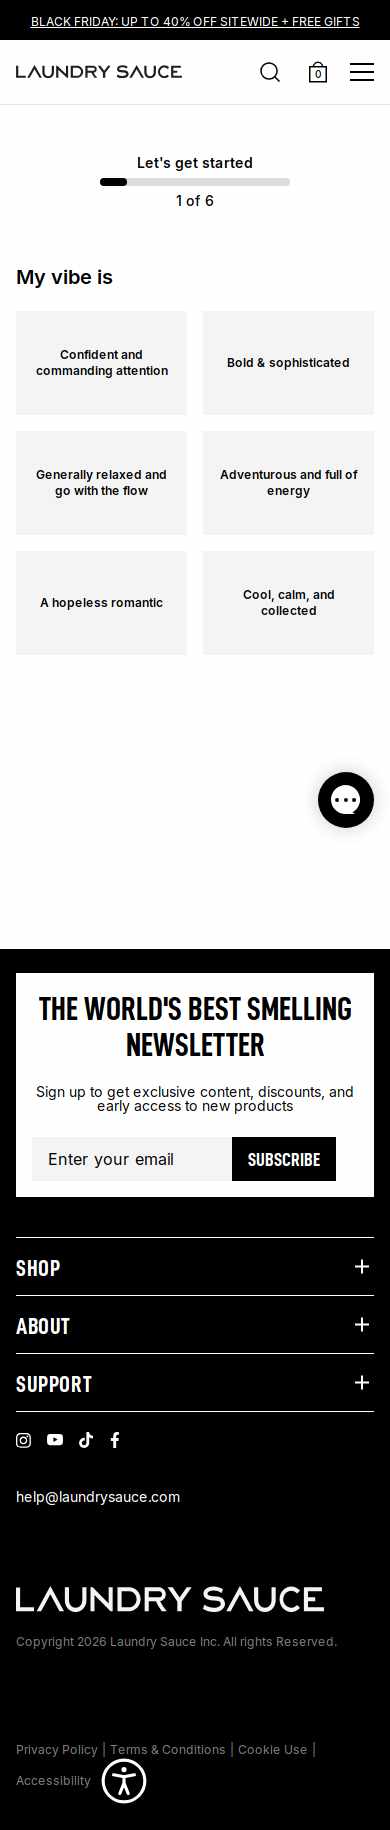 BLACK FRIDAY: UP TO 40% OFF SITEWIDE + FREE GIFTS
LAUNDRY SAUCE
0
Let's get started
1 of 6
My vibe is
Confident and
commanding attention
Bold & sophisticated
Generally relaxed and
go with the flow
Adventurous and full of
energy
A hopeless romantic
Cool, calm, and
collected
THE WORLD'S BEST SMELLING
NEWSLETTER
Sign up to get exclusive content, discounts, and
early access to new products
Enter your email
SUBSCRIBE
SHOP
ABOUT
SUPPORT
help@laundrysauce.com
LAUNDRY SAUCE
Copyright 2026 Laundry Sauce Inc. All rights Reserved.
Privacy Policy | Terms & Conditions | Cookie Use |
Accessibility